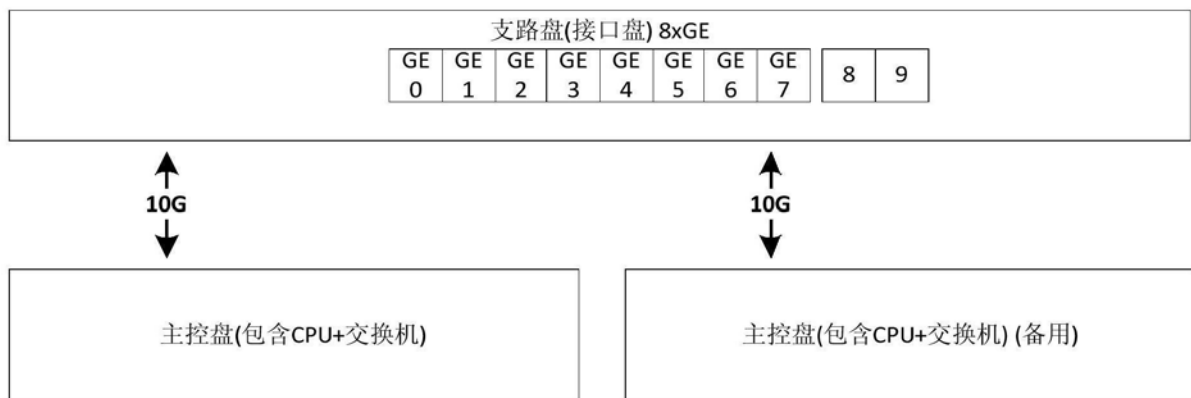 支路盘(接口盘) 8xGE
GE GE GE GE GE GE GE GE
0 1 2 3 4 5 6 7 8 9
10G 10G
主控盘(包含CPU+交换机) 主控盘(包含CPU+交换机) (备用)